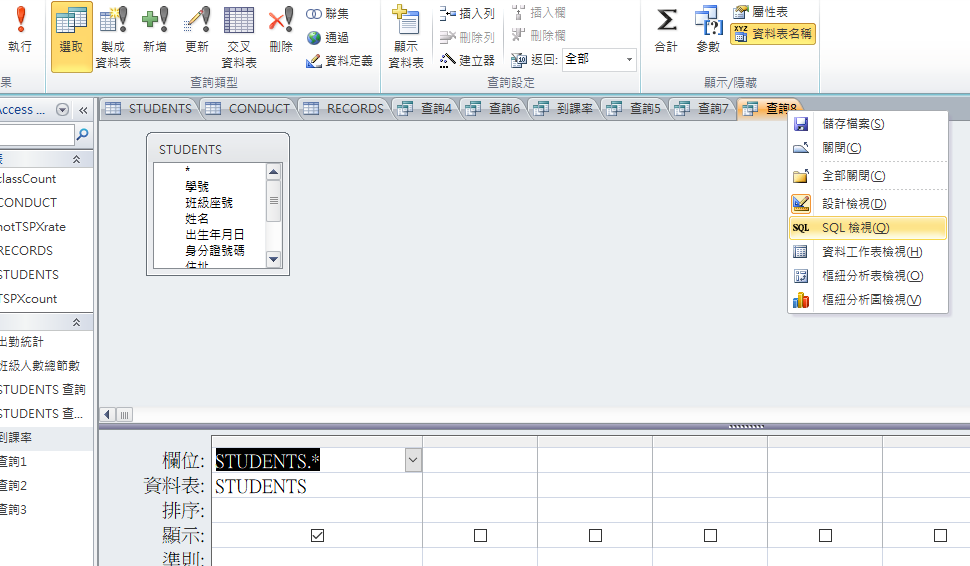 執行
選取
製成
資料表
新增
更新
交叉
資料表
刪除
聯集
通過
資料定義
顯示
資料表
插入列
刪除列
建立器
插入欄
刪除欄
返回: 全部
合計
參數
屬性表
資料表名稱
果
查詢類型
查詢設定
顯示/隱藏
Access ...
STUDENTS
CONDUCT
RECORDS
查詢4
查詢6
到課率
查詢5
查詢7
查詢8
classCount
CONDUCT
notTSPXrate
RECORDS
STUDENTS
TSPXcount
出勤統計
班級人數總節數
STUDENTS 查詢
STUDENTS 查...
到課率
查詢1
查詢2
查詢3
STUDENTS
*
學號
班級座號
姓名
出生年月日
身分證號碼
住址
儲存檔案(S)
關閉(C)
全部關閉(C)
設計檢視(D)
SQL SQL 檢視(Q)
資料工作表檢視(H)
樞紐分析表檢視(O)
樞紐分析圖檢視(V)
欄位: STUDENTS.*
資料表: STUDENTS
排序:
顯示:
準則: